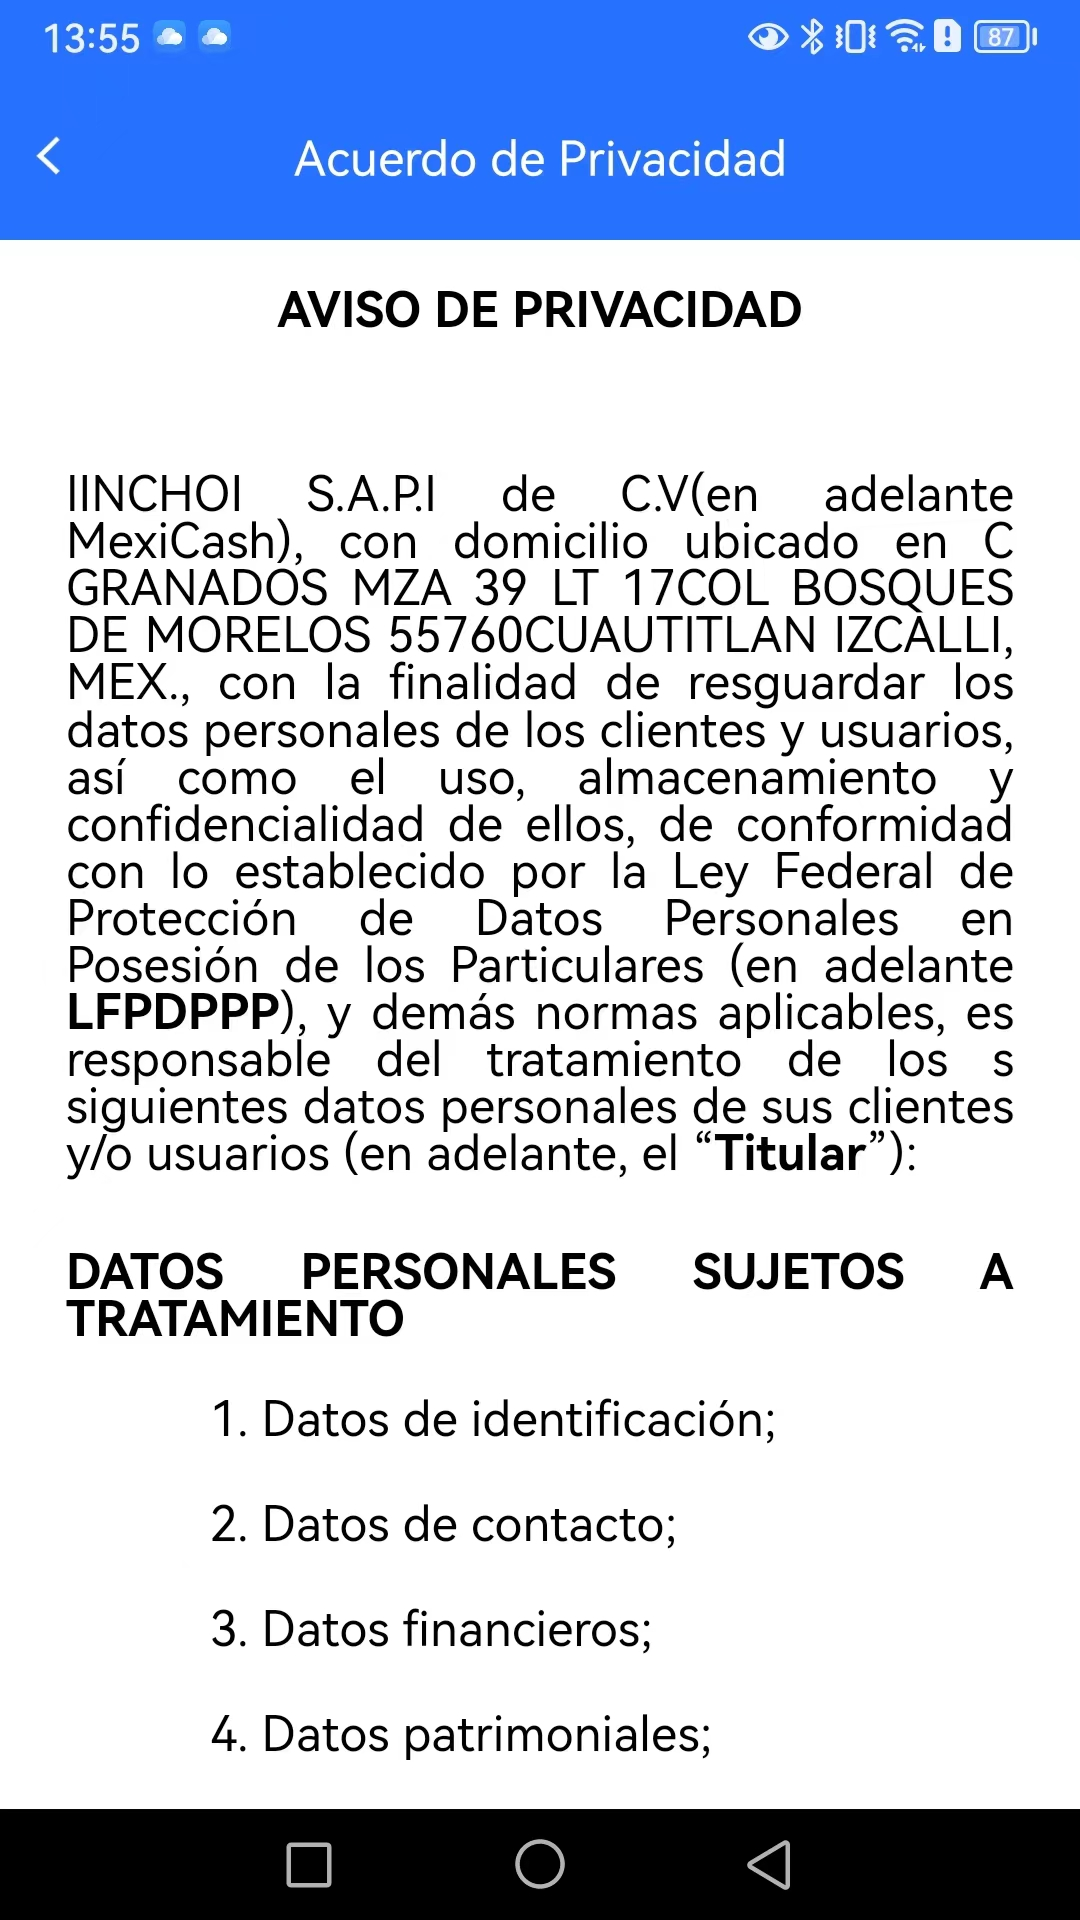 13:55
87
Acuerdo de Privacidad
AVISO DE PRIVACIDAD
IINCHOI S.A.P.I de C.V(en adelante
MexiCash), con domicilio ubicado en C
GRANADOS MZA 39 LT 17COL BOSQUES
DE MORELOS 55760CUAUTITLAN IZCALLI,
MEX., con la finalidad de resguardar los
datos personales de los clientes y usuarios,
así como el uso, almacenamiento y
confidencialidad de ellos, de conformidad
con lo establecido por la Ley Federal de
Protección de Datos Personales en
Posesión de los Particulares (en adelante
LFPDPPP), y demás normas aplicables, es
responsable del tratamiento de los s
siguientes datos personales de sus clientes
y/o usuarios (en adelante, el “Titular”):
DATOS PERSONALES SUJETOS A
TRATAMIENTO
1. Datos de identificación;
2. Datos de contacto;
3. Datos financieros;
4. Datos patrimoniales;